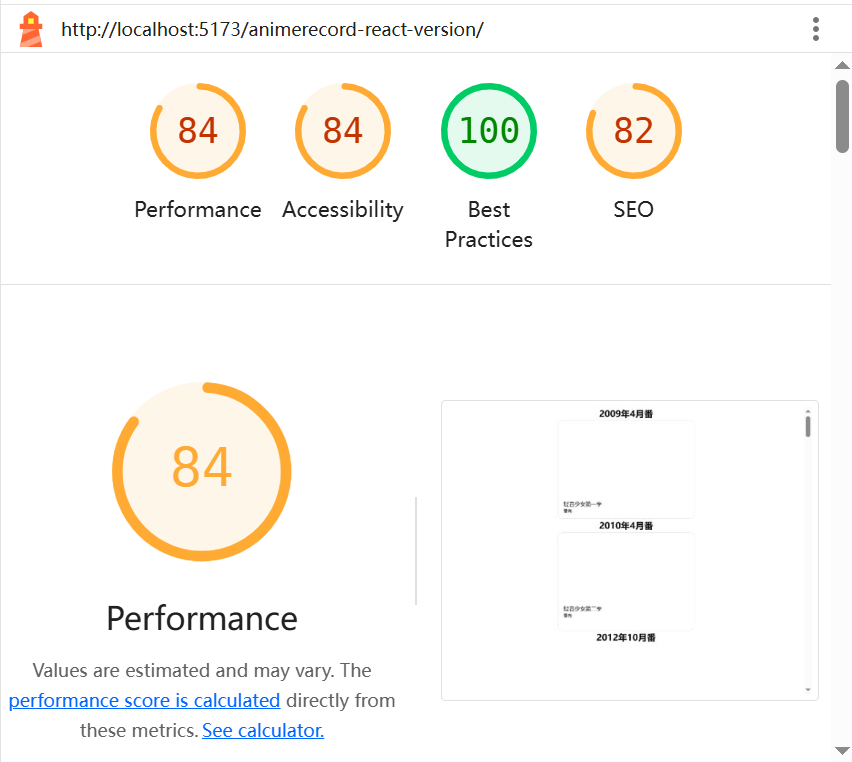 http://localhost:5173/animerecord-react-version/
84
84
100
82
Performance
Accessibility
Best
Practices
SEO
84
Performance
Values are estimated and may vary. The
performance score is calculated directly from
these metrics. See calculator.
2009年4月番
2010年4月番
2012年10月番